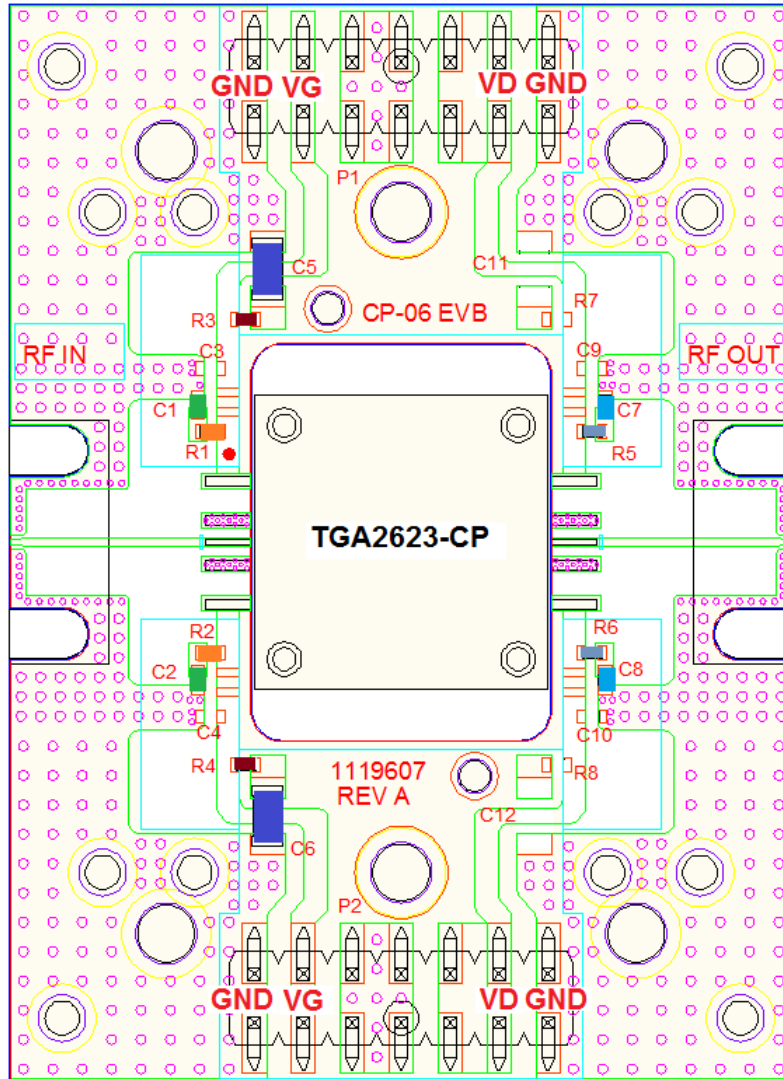 GND VG VD GND
P1
C5 C11
R3 CP-06 EVB R7
RF IN C3 C9 RF OUT
C1 C7
R1 R5
TGA2623-CP
R2 R6
C2 C8
C4 C10
R4 1119607 R8
REV A
C12
C6
P2
GND VG VD GND